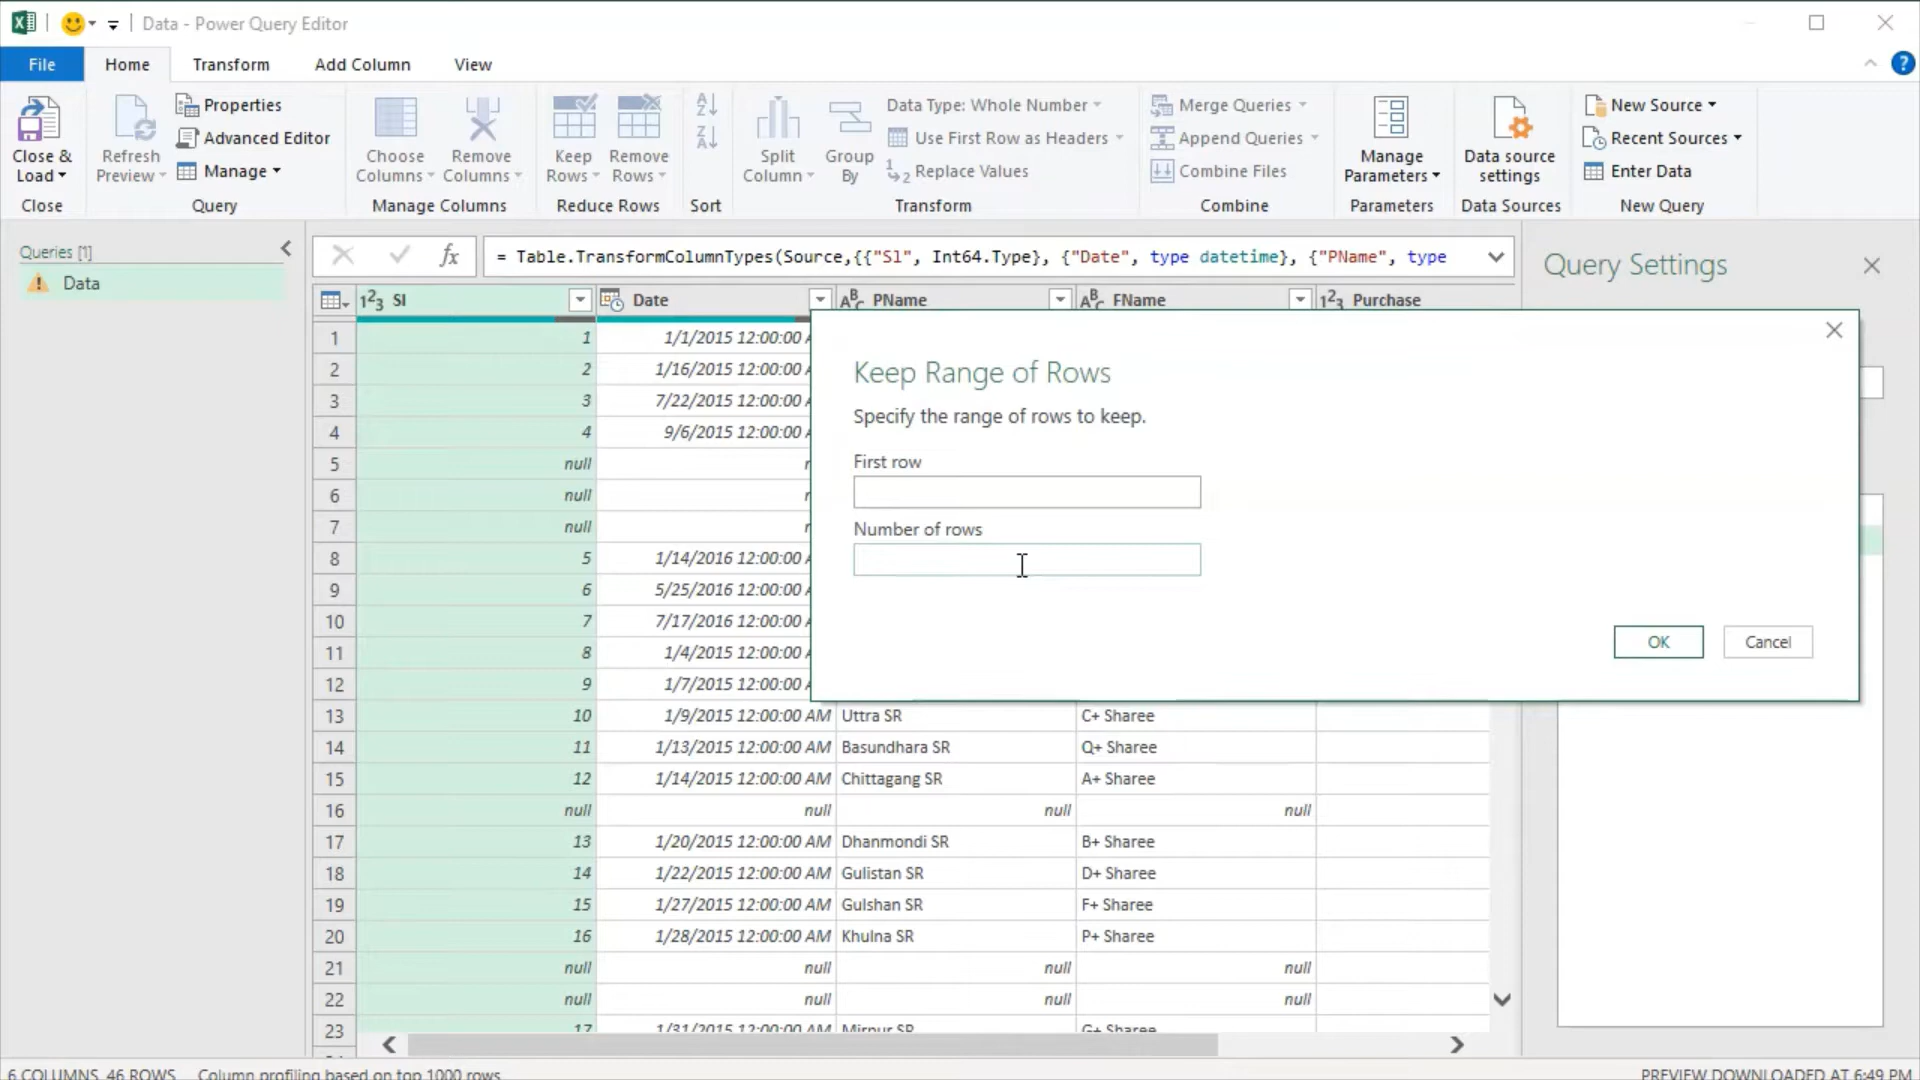 Data - Power Query Editor
File
Home
Transform
Add Column
View
Close & Load
Close
Refresh Preview
Properties
Advanced Editor
Manage
Query
Choose Columns
Remove Columns
Manage Columns
Keep Rows
Remove Rows
Reduce Rows
Sort
Split Column
Group By
Data Type: Whole Number
Use First Row as Headers
Replace Values
Transform
Merge Queries
Append Queries
Combine Files
Combine
Manage Parameters
Parameters
Data source settings
Data Sources
New Source
Recent Sources
Enter Data
New Query
Queries [1]
Data
= Table.TransformColumnTypes(Source,{{"Sl", Int64.Type}, {"Date", type datetime}, {"PName", type
Query Settings
Sl Date PName FName Purchase
1 1 1/1/2015 12:00:00
2 2 1/16/2015 12:00:00
3 3 7/22/2015 12:00:00
4 4 9/6/2015 12:00:00
5 null
6 null
7 null
8 5 1/14/2016 12:00:00
9 6 5/25/2016 12:00:00
10 7 7/17/2016 12:00:00
11 8 1/4/2015 12:00:00
12 9 1/7/2015 12:00:00
13 10 1/9/2015 12:00:00 AM Uttra SR C+ Sharee
14 11 1/13/2015 12:00:00 AM Basundhara SR Q+ Sharee
15 12 1/14/2015 12:00:00 AM Chittagang SR A+ Sharee
16 null null null null
17 13 1/20/2015 12:00:00 AM Dhanmondi SR B+ Sharee
18 14 1/22/2015 12:00:00 AM Gulistan SR D+ Sharee
19 15 1/27/2015 12:00:00 AM Gulshan SR F+ Sharee
20 16 1/28/2015 12:00:00 AM Khulna SR P+ Sharee
21 null null null null
22 null null null null
23 17 1/31/2015 12:00:00 AM Mirpur SR G+ Sharee
Keep Range of Rows
Specify the range of rows to keep.
First row
Number of rows
OK
Cancel
6 COLUMNS, 46 ROWS Column profiling based on top 1000 rows
PREVIEW DOWNLOADED AT 6:49 PM